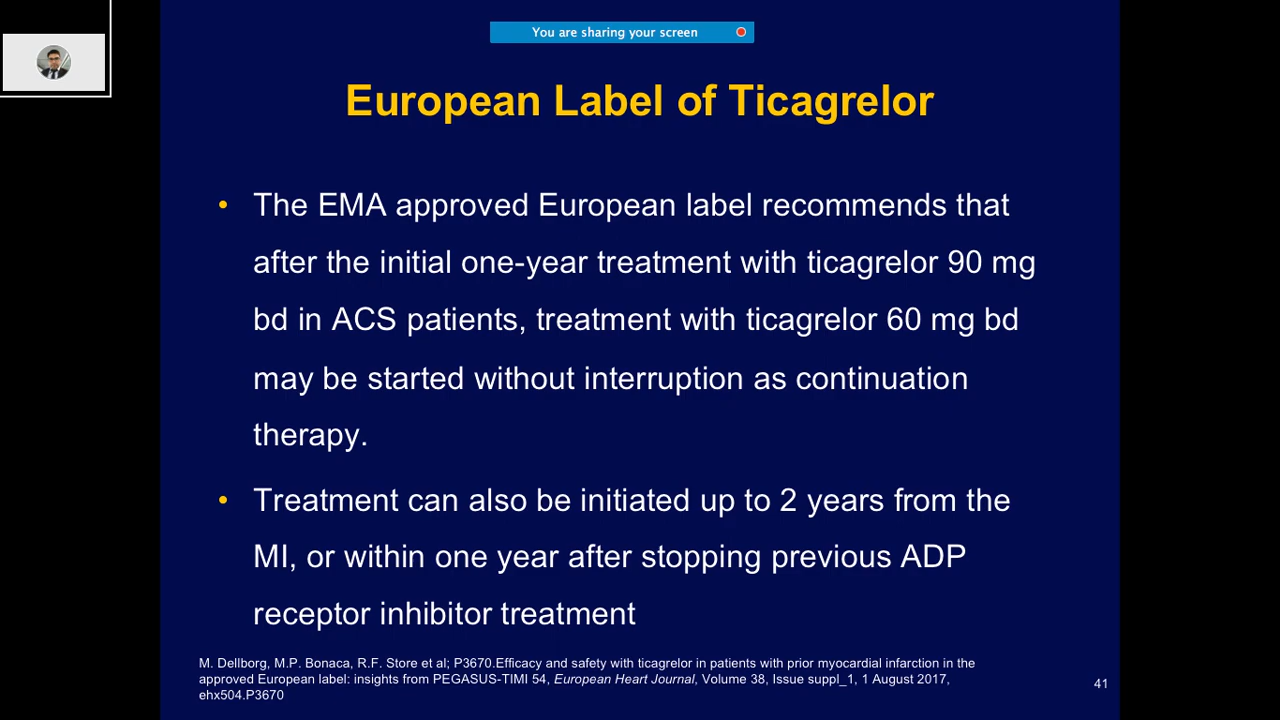 You are sharing your screen
European Label of Ticagrelor
• The EMA approved European label recommends that
after the initial one-year treatment with ticagrelor 90 mg
bd in ACS patients, treatment with ticagrelor 60 mg bd
may be started without interruption as continuation
therapy.
• Treatment can also be initiated up to 2 years from the
MI, or within one year after stopping previous ADP
receptor inhibitor treatment
M. Dellborg, M.P. Bonaca, R.F. Store et al; P3670.Efficacy and safety with ticagrelor in patients with prior myocardial infarction in the
approved European label: insights from PEGASUS-TIMI 54, European Heart Journal, Volume 38, Issue suppl_1, 1 August 2017,
ehx504.P3670
41